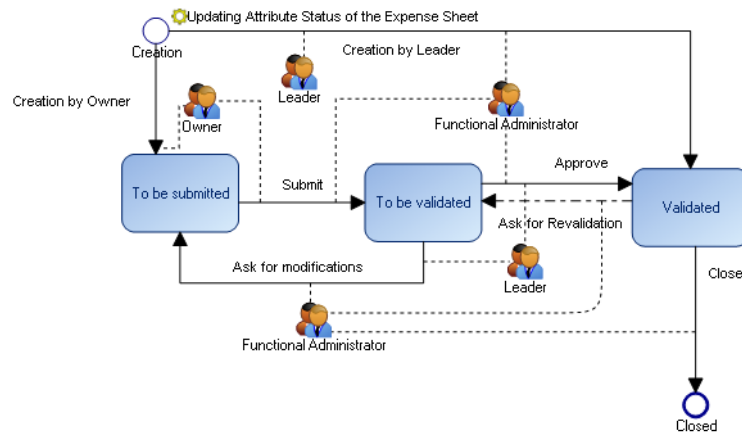 Updating Attribute Status of the Expense Sheet
Creation
Creation by Leader
Leader
Creation by Owner
Owner
Functional Administrator
Approve
To be submitted
Submit
To be validated
Validated
Ask for Revalidation
Ask for modifications
Leader
Close
Functional Administrator
Closed